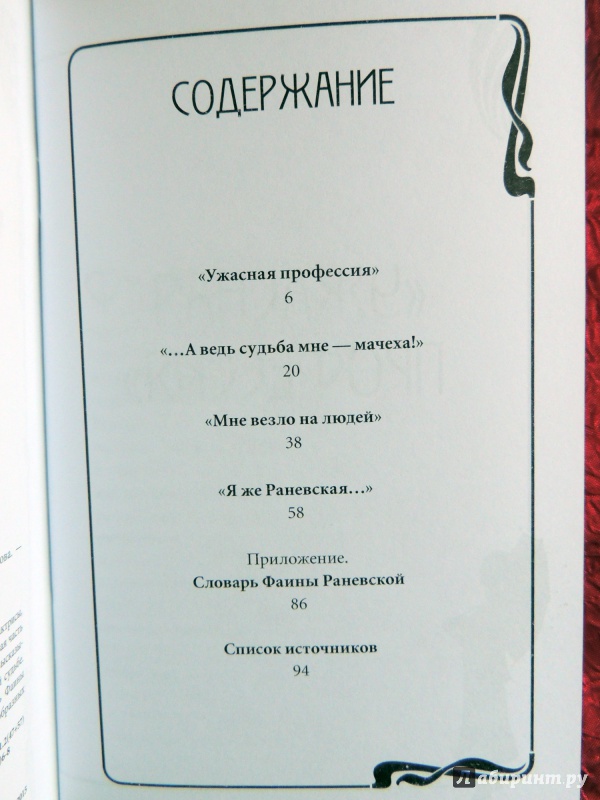 СОДЕРЖАНИЕ
«Ужасная профессия»
6
«…А ведь судьба мне — мачеха!»
20
«Мне везло на людей»
38
«Я же Раневская…»
58
Приложение.
Словарь Фаины Раневской
86
Список источников
94
Лабиринт.ру